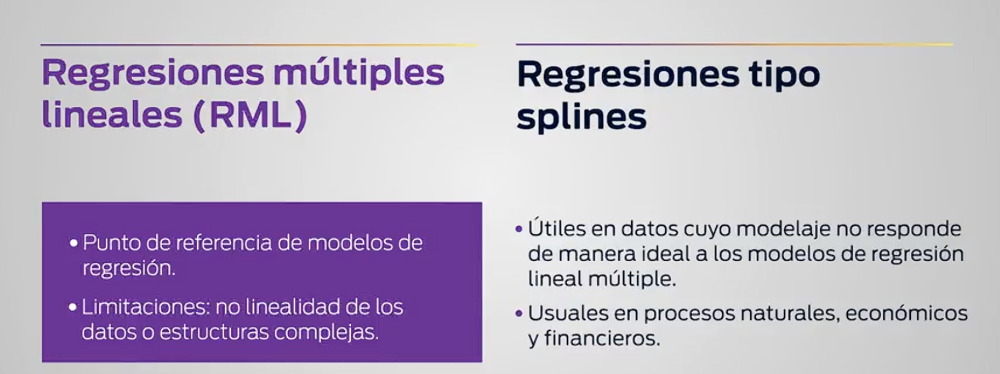 Regresiones múltiples
lineales (RML)
• Punto de referencia de modelos de
regresión.
• Limitaciones: no linealidad de los
datos o estructuras complejas.
Regresiones tipo
splines
• Útiles en datos cuyo modelaje no responde
de manera ideal a los modelos de regresión
lineal múltiple.
• Usuales en procesos naturales, económicos
y financieros.